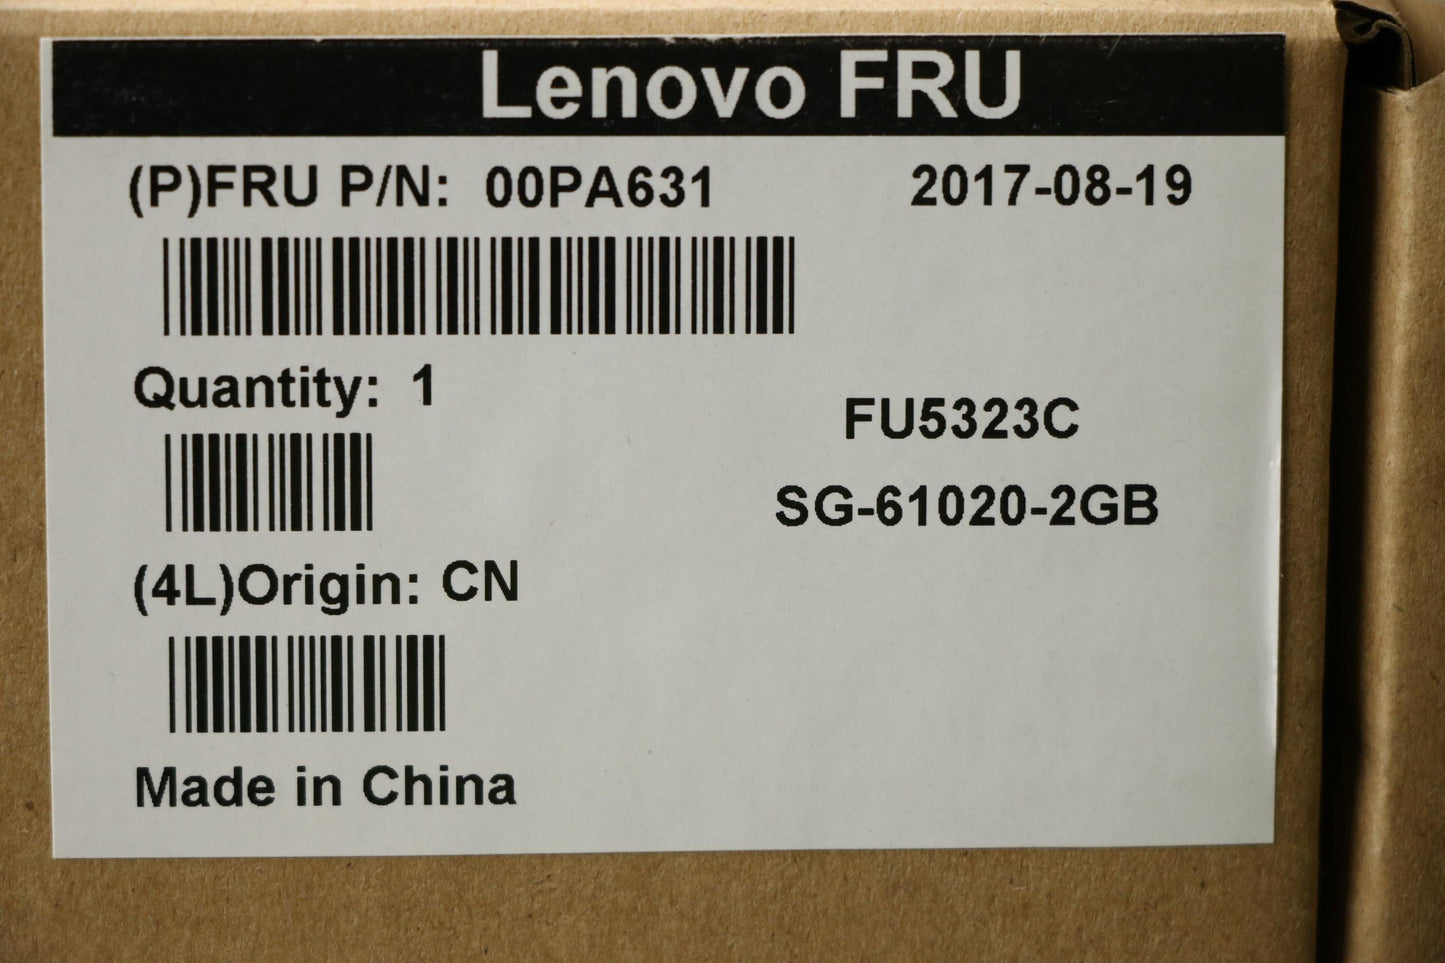 Lenovo FRU
(P)FRU P/N: 00PA631 2017-08-19
Quantity: 1
FU5323C
SG-61020-2GB
(4L)Origin: CN
Made in China